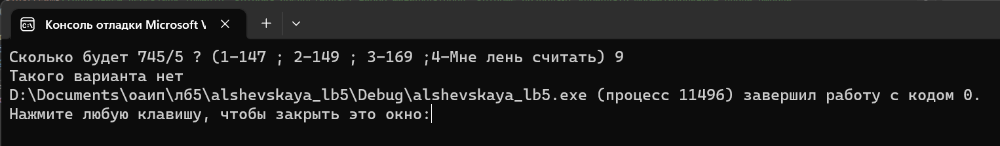 Консоль отладки Microsoft V
Сколько будет 745/5 ? (1-147 ; 2-149 ; 3-169 ;4-Мне лень считать) 9
Такого варианта нет
D:\Documents\оаип\лб5\alshevskaya_lb5\Debug\alshevskaya_lb5.exe (процесс 11496) завершил работу с кодом 0.
Нажмите любую клавишу, чтобы закрыть это окно: